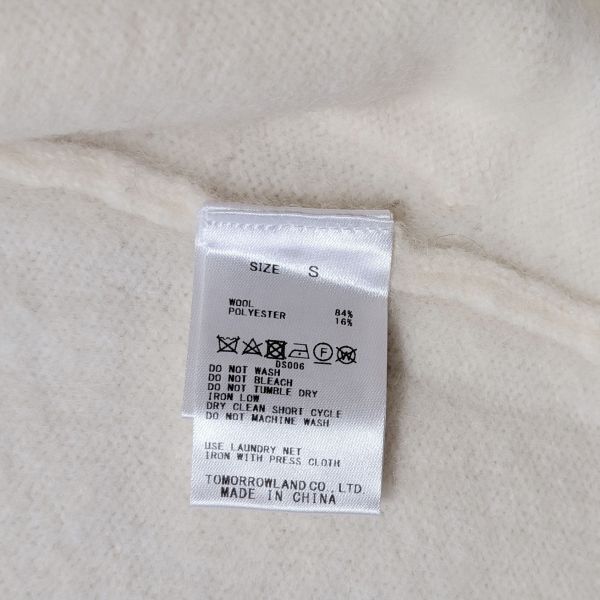 SIZE S
WOOL 84%
POLYESTER 16%
DS006
DO NOT WASH
DO NOT BLEACH
DO NOT TUMBLE DRY
IRON LOW
DRY CLEAN SHORT CYCLE
DO NOT MACHINE WASH
USE LAUNDRY NET
IRON WITH PRESS CLOTH
TOMORROWLAND CO., LTD.
MADE IN CHINA